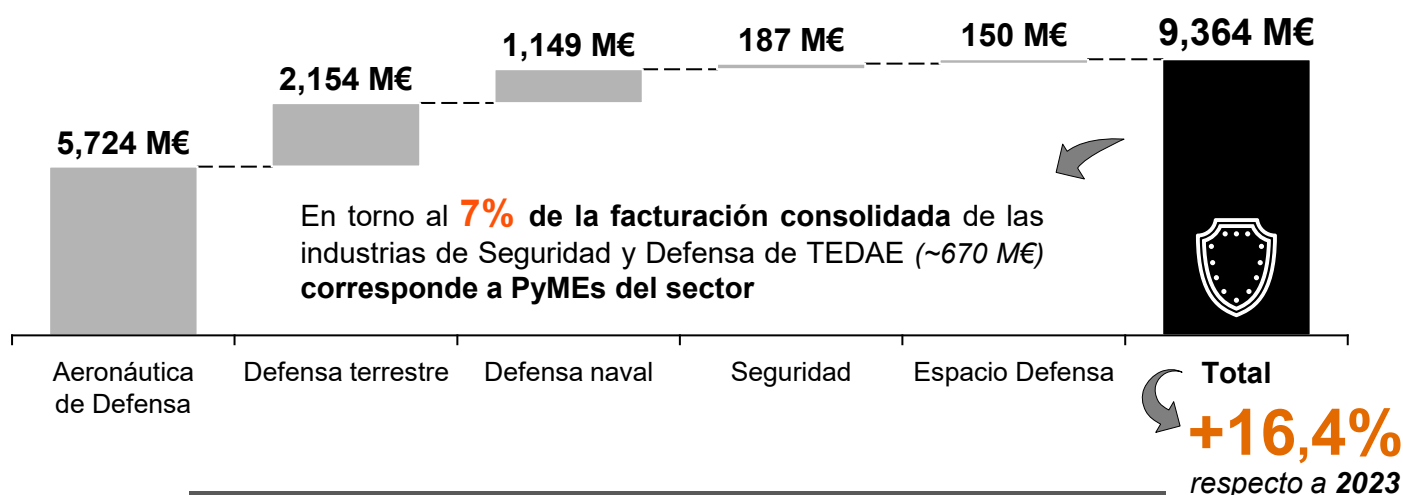 5,724 M€
2,154 M€
1,149 M€
187 M€
150 M€
9,364 M€
En torno al 7% de la facturación consolidada de las
industrias de Seguridad y Defensa de TEDAE (~670 M€)
corresponde a PyMEs del sector
Aeronáutica
de Defensa
Defensa terrestre
Defensa naval
Seguridad
Espacio Defensa
Total
+16,4%
respecto a 2023